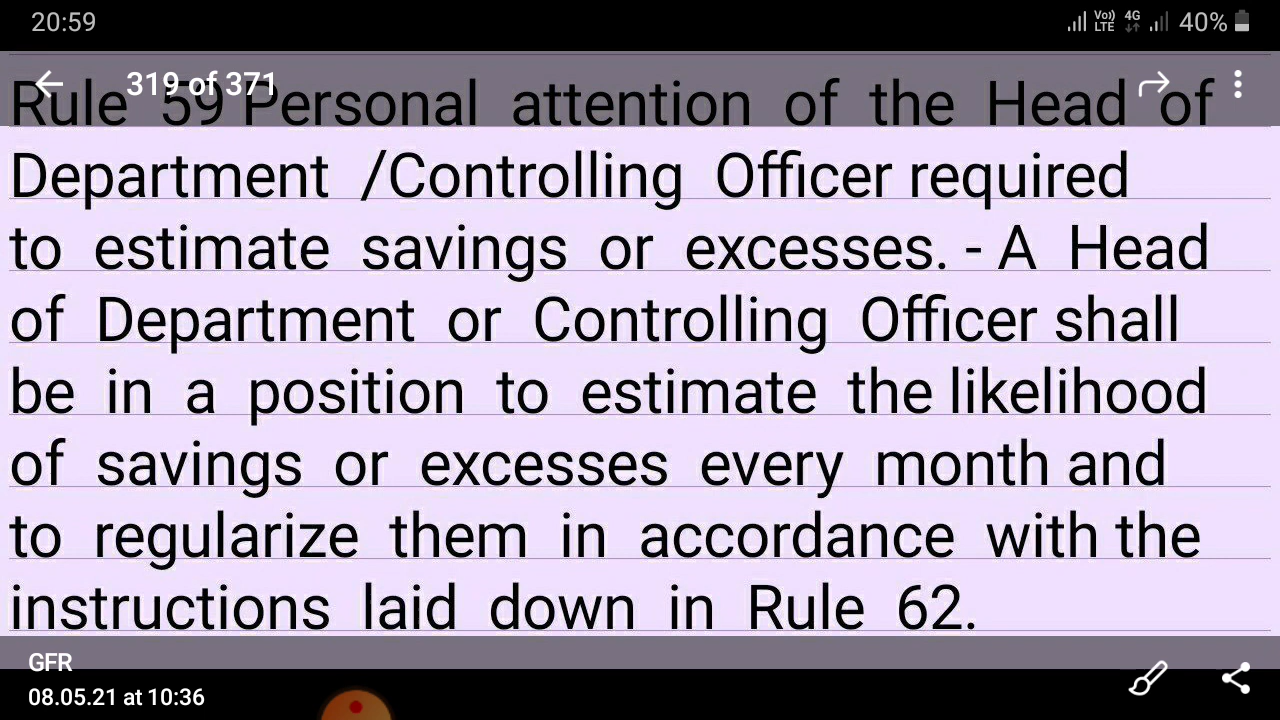 20:59 Vo) LTE 4G 40%
319 of 371
Rule 59 Personal attention of the Head of
Department /Controlling Officer required
to estimate savings or excesses. - A Head
of Department or Controlling Officer shall
be in a position to estimate the likelihood
of savings or excesses every month and
to regularize them in accordance with the
instructions laid down in Rule 62.
GFR
08.05.21 at 10:36